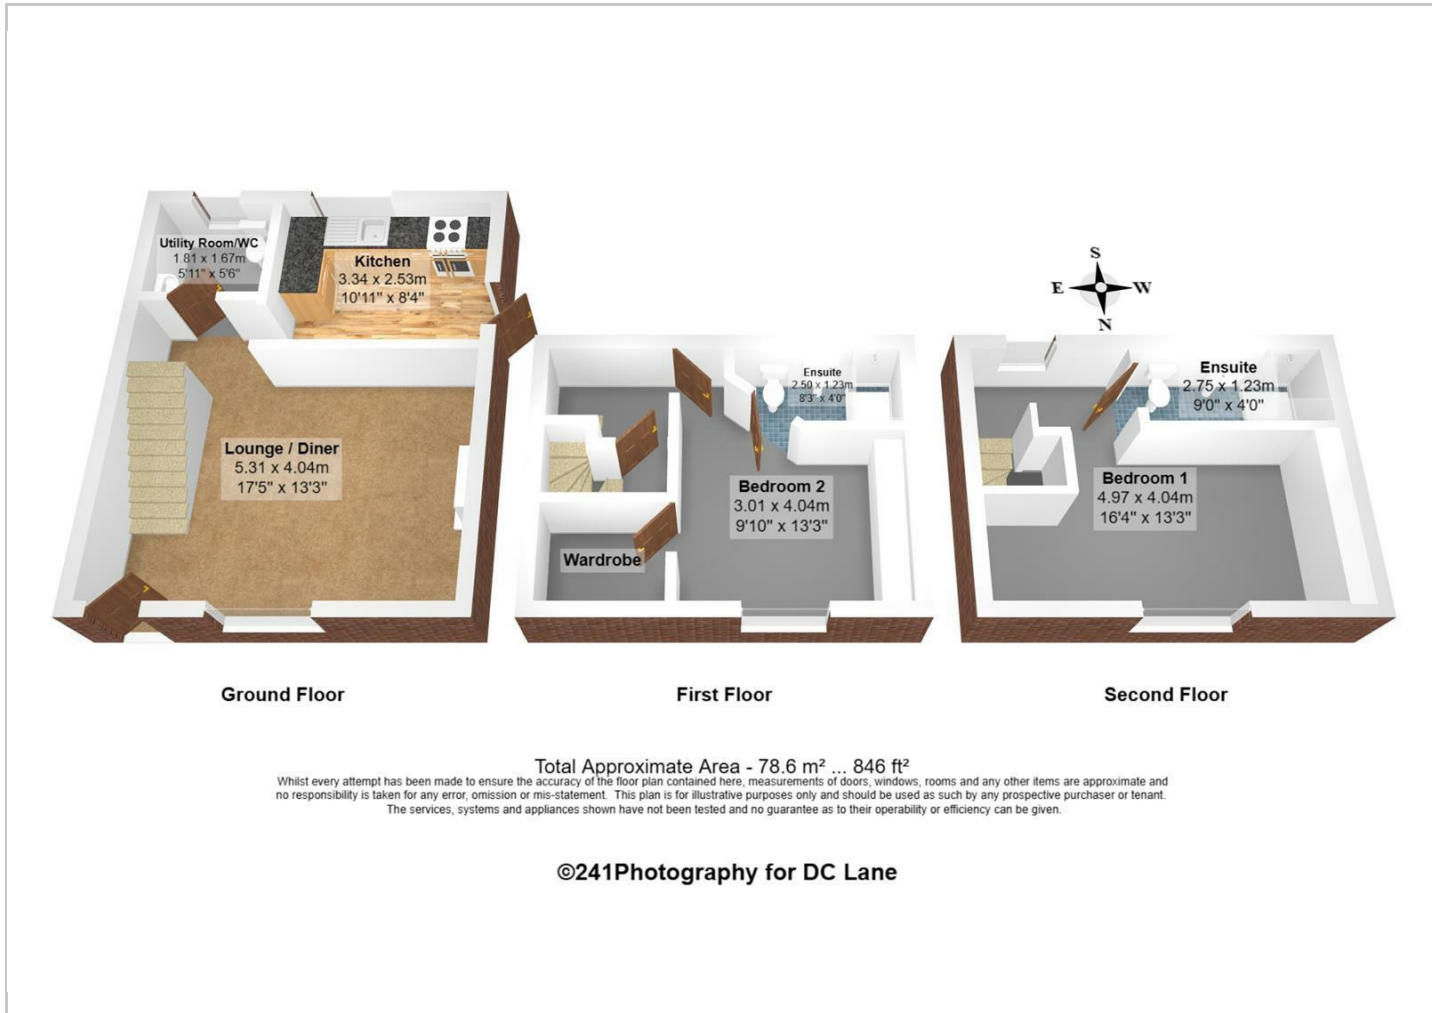 Utility Room/WC
1.81 x 1.67m
5'11" x 5'6"
Kitchen
3.34 x 2.53m
10'11" x 8'4"
Lounge / Diner
5.31 x 4.04m
17'5" x 13'3"
Ensuite
2.50 x 1.23m
8'3" x 4'0"
Bedroom 2
3.01 x 4.04m
9'10" x 13'3"
Wardrobe
S
E W
N
Ensuite
2.75 x 1.23m
9'0" x 4'0"
Bedroom 1
4.97 x 4.04m
16'4" x 13'3"
Ground Floor
First Floor
Second Floor
Total Approximate Area - 78.6 m² ... 846 ft²
Whilst every attempt has been made to ensure the accuracy of the floor plan contained here, measurements of doors, windows, rooms and any other items are approximate and
no responsibility is taken for any error, omission or mis-statement. This plan is for illustrative purposes only and should be used as such by any prospective purchaser or tenant.
The services, systems and appliances shown have not been tested and no guarantee as to their operability or efficiency can be given.
©241Photography for DC Lane